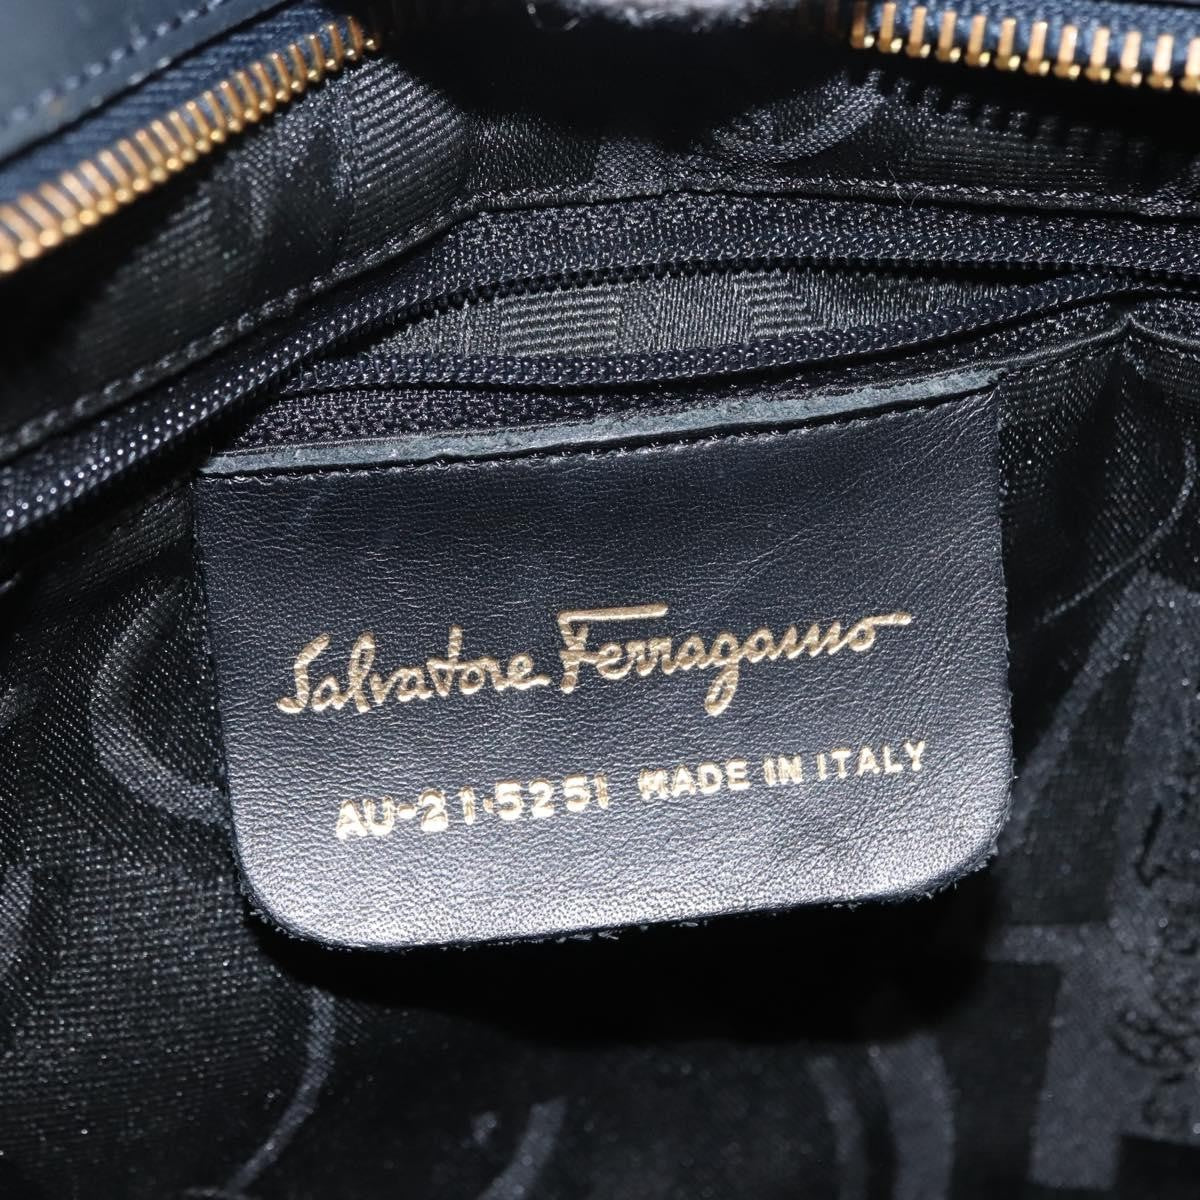 Salvatore Ferragamo
AU-21·5251 MADE IN ITALY